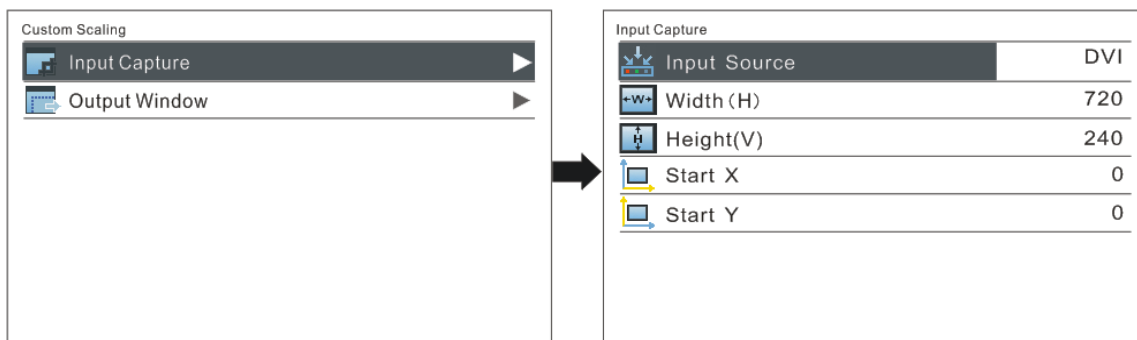 Custom Scaling
Input Capture
Output Window
Input Capture
Input Source DVI
Width(H) 720
Height(V) 240
Start X 0
Start Y 0